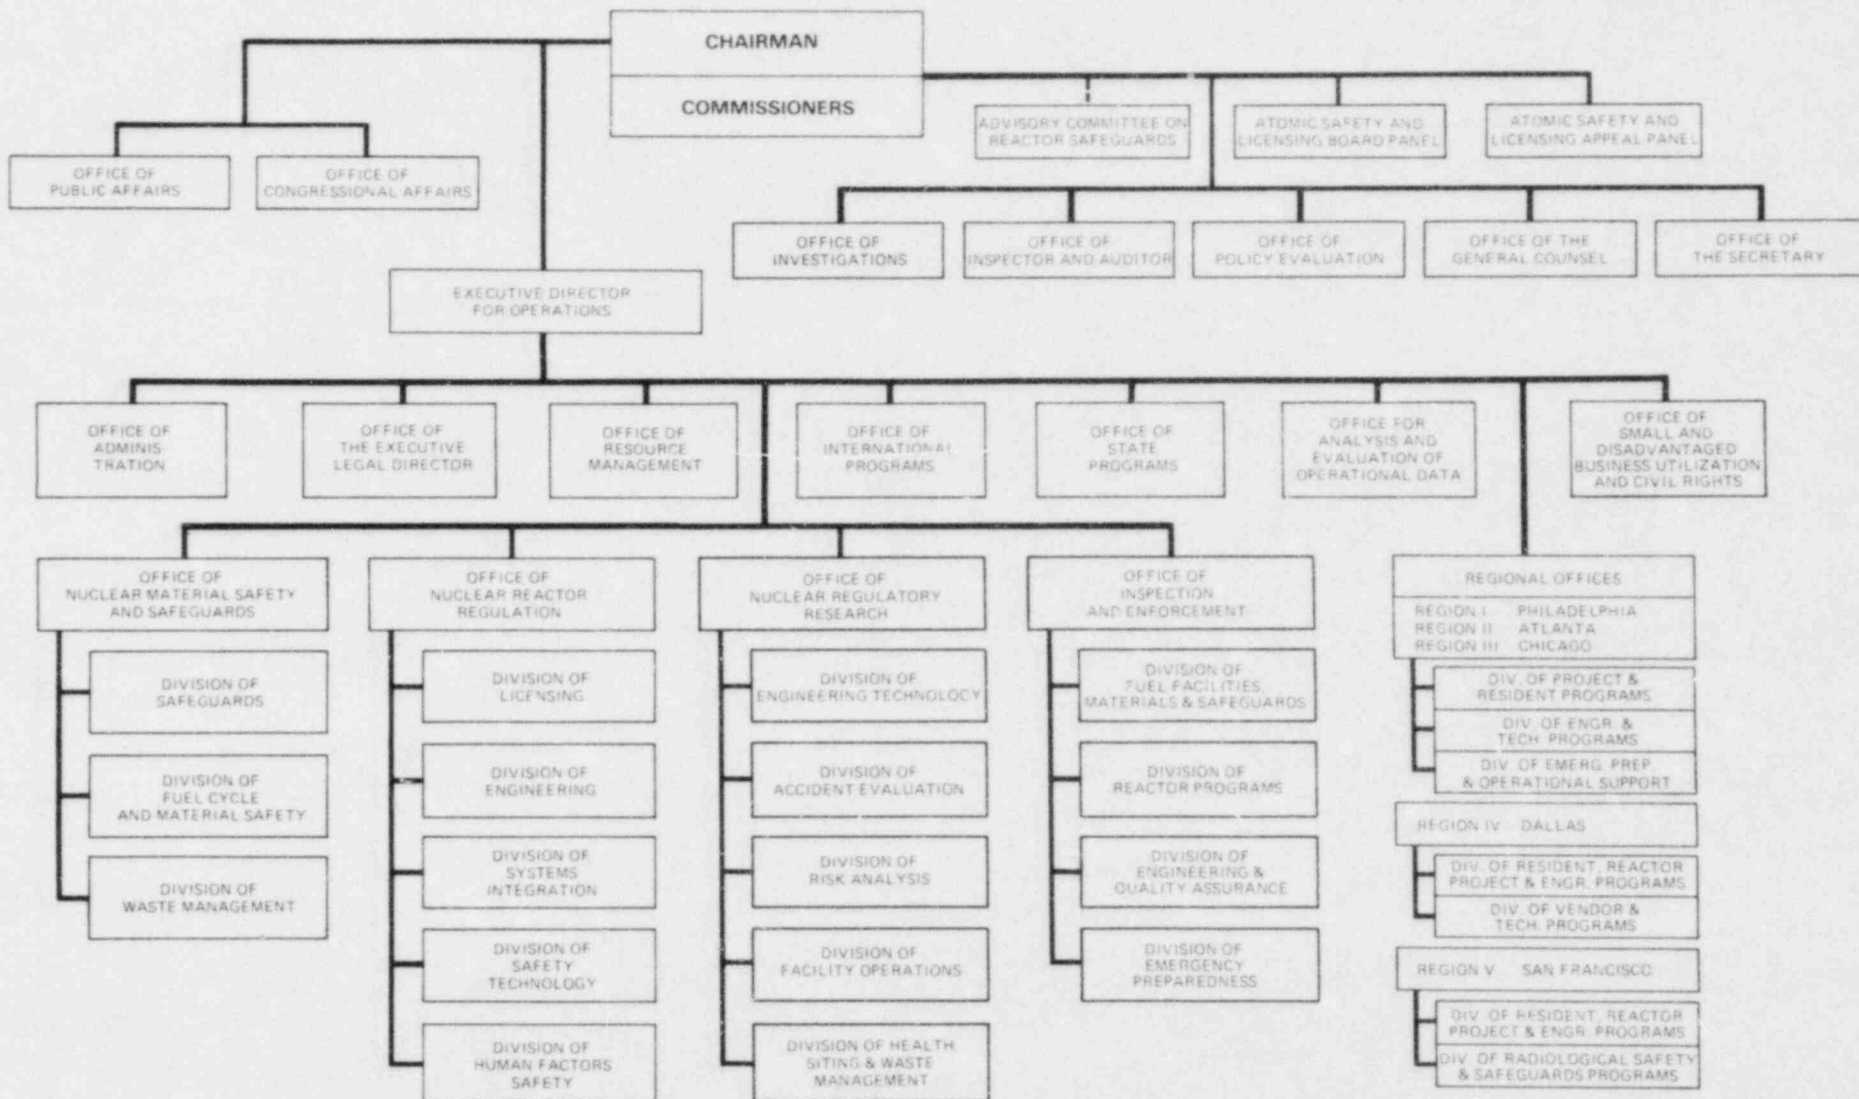 CHAIRMAN
COMMISSIONERS
ADVISORY COMMITTEE ON
REACTOR SAFEGUARDS
ATOMIC SAFETY AND
LICENSING BOARD PANEL
ATOMIC SAFETY AND
LICENSING APPEAL PANEL
OFFICE OF
PUBLIC AFFAIRS
OFFICE OF
CONGRESSIONAL AFFAIRS
OFFICE OF
INVESTIGATIONS
OFFICE OF
INSPECTOR AND AUDITOR
OFFICE OF
POLICY EVALUATION
OFFICE OF THE
GENERAL COUNSEL
OFFICE OF
THE SECRETARY
EXECUTIVE DIRECTOR
FOR OPERATIONS
OFFICE OF
ADMINIS
TRATION
OFFICE OF
THE EXECUTIVE
LEGAL DIRECTOR
OFFICE OF
RESOURCE
MANAGEMENT
OFFICE OF
INTERNATIONAL
PROGRAMS
OFFICE OF
STATE
PROGRAMS
OFFICE FOR
ANALYSIS AND
EVALUATION OF
OPERATIONAL DATA
OFFICE OF
SMALL AND
DISADVANTAGED
BUSINESS UTILIZATION
AND CIVIL RIGHTS
OFFICE OF
NUCLEAR MATERIAL SAFETY
AND SAFEGUARDS
DIVISION OF
SAFEGUARDS
DIVISION OF
FUEL CYCLE
AND MATERIAL SAFETY
DIVISION OF
WASTE MANAGEMENT
OFFICE OF
NUCLEAR REACTOR
REGULATION
DIVISION OF
LICENSING
DIVISION OF
ENGINEERING
DIVISION OF
SYSTEMS
INTEGRATION
DIVISION OF
SAFETY
TECHNOLOGY
DIVISION OF
HUMAN FACTORS
SAFETY
OFFICE OF
NUCLEAR REGULATORY
RESEARCH
DIVISION OF
ENGINEERING TECHNOLOGY
DIVISION OF
ACCIDENT EVALUATION
DIVISION OF
RISK ANALYSIS
DIVISION OF
FACILITY OPERATIONS
DIVISION OF HEALTH,
SITING & WASTE
MANAGEMENT
OFFICE OF
INSPECTION
AND ENFORCEMENT
DIVISION OF
FUEL FACILITIES,
MATERIALS & SAFEGUARDS
DIVISION OF
REACTOR PROGRAMS
DIVISION OF
ENGINEERING &
QUALITY ASSURANCE
DIVISION OF
EMERGENCY
PREPAREDNESS
REGIONAL OFFICES
REGION I PHILADELPHIA
REGION II ATLANTA
REGION III CHICAGO
DIV. OF PROJECT &
RESIDENT PROGRAMS
DIV. OF ENGR. &
TECH. PROGRAMS
DIV. OF EMERG. PREP.
& OPERATIONAL SUPPORT
REGION IV DALLAS
DIV. OF RESIDENT, REACTOR
PROJECT & ENGR. PROGRAMS
DIV. OF VENDOR &
TECH. PROGRAMS
REGION V SAN FRANCISCO
DIV. OF RESIDENT, REACTOR
PROJECT & ENGR. PROGRAMS
DIV. OF RADIOLOGICAL SAFETY
& SAFEGUARDS PROGRAMS